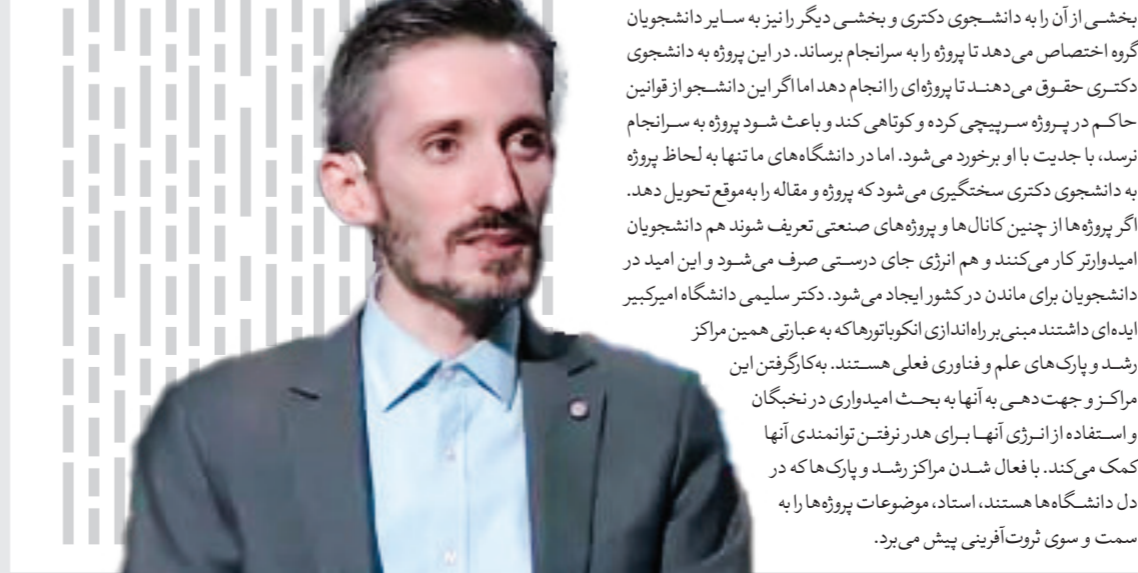 بخشی از آن را به دانشجوی دکتری و بخشی دیگر را نیز به سایر دانشجویان
گروه اختصاص می‌دهد تا پروژه را به سرانجام برساند. در این پروژه به دانشجوی
دکتری حقوق می‌دهند تا پروژه‌ای را انجام دهد اما اگر این دانشجو از قوانین
حاکم در پروژه سرپیچی کرده و کوتاهی کند و باعث شود پروژه به سرانجام
نرسد، با جدیت با او برخورد می‌شود. اما در دانشگاه‌های ما تنها به لحاظ پروژه
به دانشجوی دکتری سختگیری می‌شود که پروژه و مقاله را به‌موقع تحویل دهد.
اگر پروژه‌ها از چنین کانال‌ها و پروژه‌های صنعتی تعریف شوند هم دانشجویان
امیدوارتر کار می‌کنند و هم انرژی جای درستی صرف می‌شود و این امید در
دانشجویان برای ماندن در کشور ایجاد می‌شود. دکتر سلیمی دانشگاه امیرکبیر
ایده‌ای داشتند مبنی‌بر راه‌اندازی انکوباتورها که به عبارتی همین مراکز
رشد و پارک‌های علم و فناوری فعلی هستند. به‌کارگرفتن این
مراکز و جهت‌دهی به آنها به بحث امیدواری در نخبگان
و استفاده از انرژی آنها برای هدر نرفتن توانمندی آنها
کمک می‌کند. با فعال شدن مراکز رشد و پارک‌ها که در
دل دانشگاه‌ها هستند، استاد، موضوعات پروژه‌ها را به
سمت و سوی ثروت‌آفرینی پیش می‌برد.